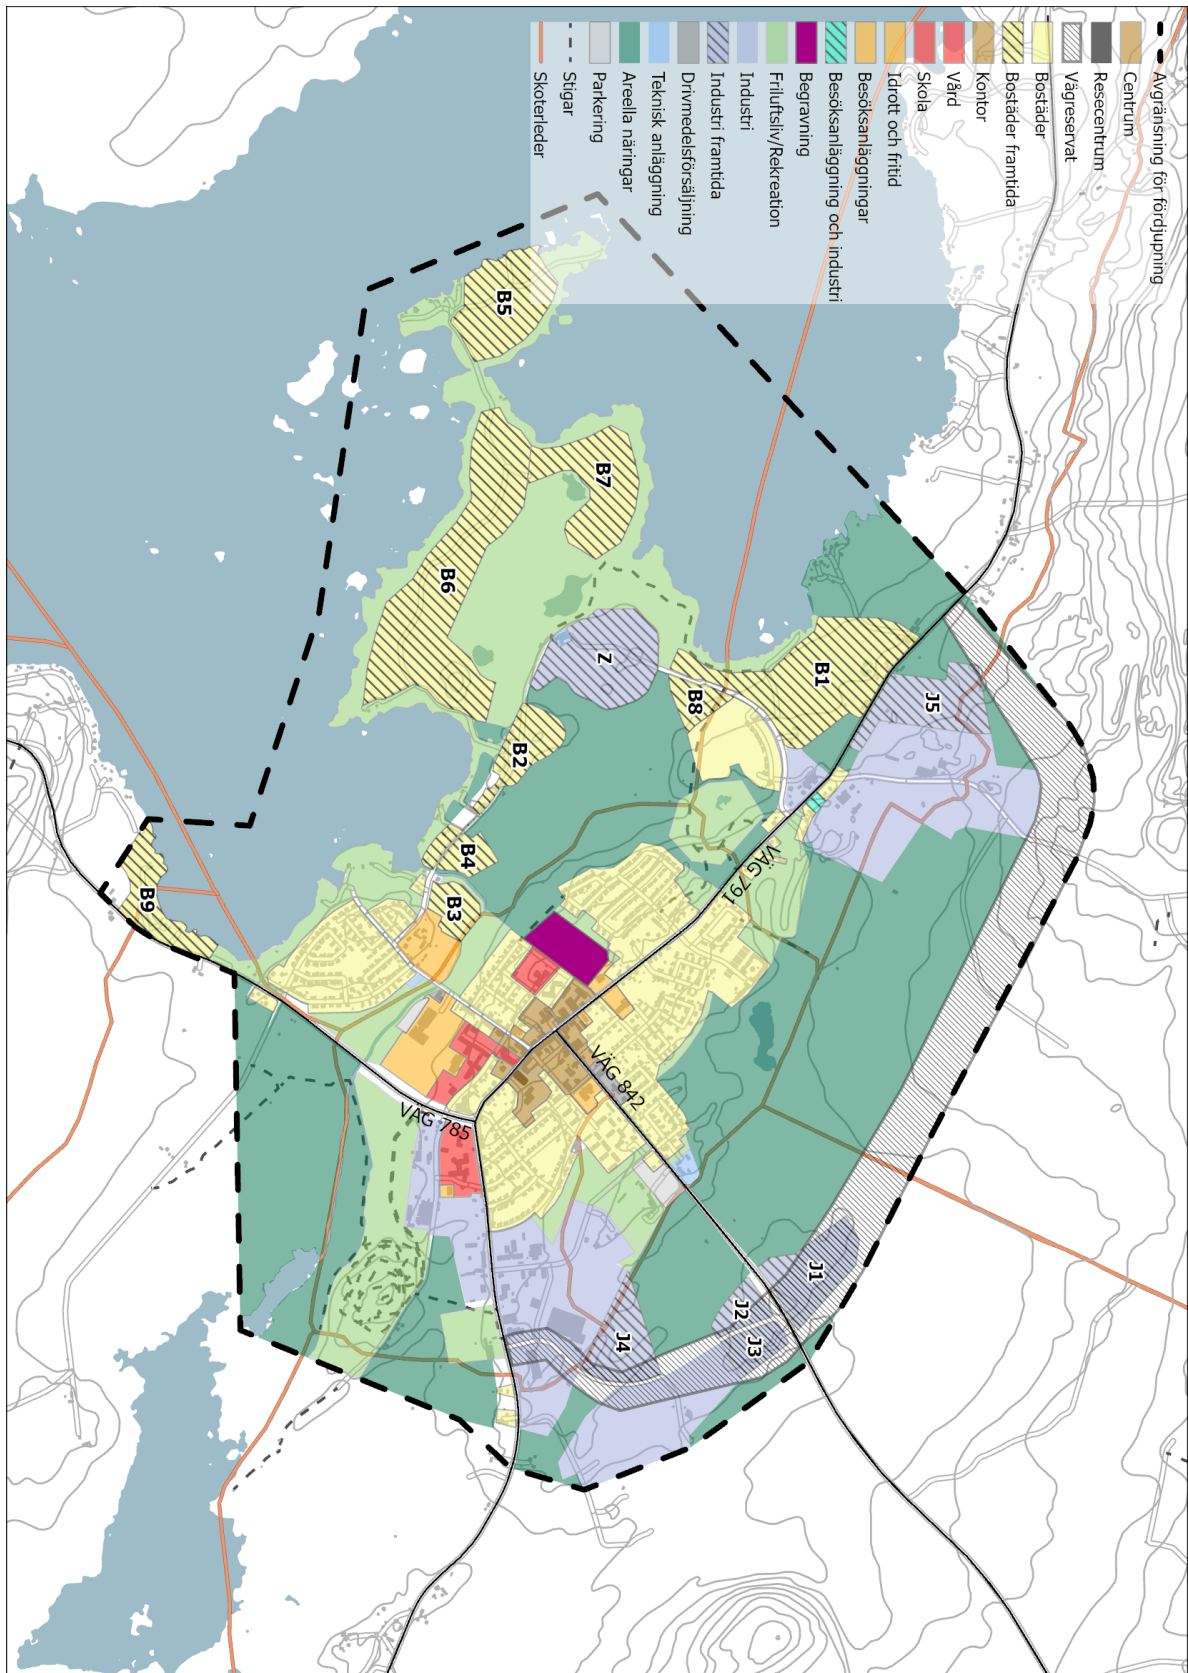 Avgränsning för fördjupning
Centrum
Resecentrum
Vägreservat
Bostäder
Bostäder framtida
Kontor
Vård
Skola
Idrott och fritid
Besöksanläggningar
Besöksanläggning och industri
Begravning
Friluftsliv/Rekreation
Industri
Industri framtida
Drivmedelsförsäljning
Teknisk anläggning
Areella näringar
Parkering
Stigar
Skoterleder
J5
B1
J1
VÄG 791
J3
J2
B8
VÄG 842
J4
B7
Z
B2
B5
B4
B3
B6
VÄG 785
B9